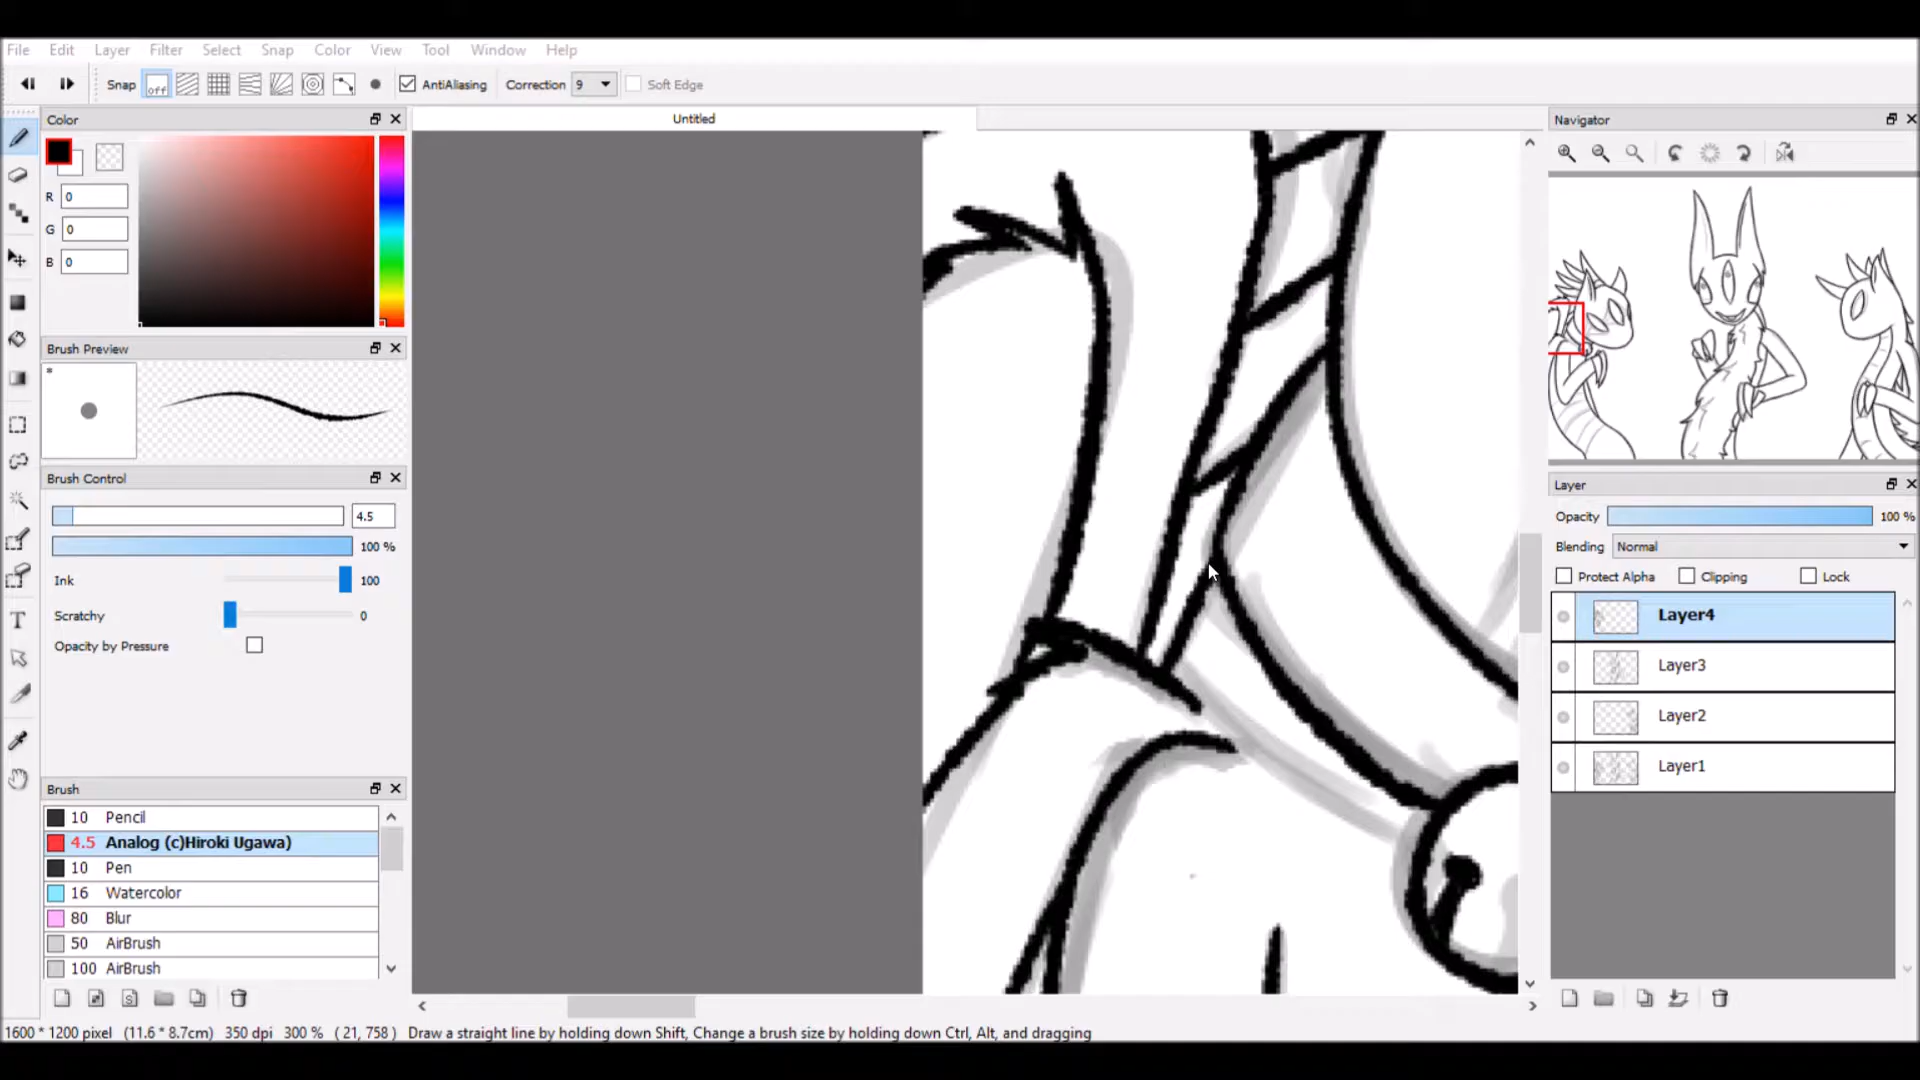 File Edit Layer Filter Select Snap Color View Tool Window Help
Snap off AntiAliasing Correction 9 Soft Edge
Color
R 0
G 0
B 0
Brush Preview
Brush Control
4.5
100 %
Ink 100
Scratchy 0
Opacity by Pressure
Brush
10 Pencil
4.5 Analog (c)Hiroki Ugawa)
10 Pen
16 Watercolor
80 Blur
50 AirBrush
100 AirBrush
Untitled
Navigator
Layer
Opacity 100 %
Blending Normal
Protect Alpha Clipping Lock
Layer4
Layer3
Layer2
Layer1
1600 * 1200 pixel (11.6 * 8.7cm) 350 dpi 300 % ( 21, 758 ) Draw a straight line by holding down Shift, Change a brush size by holding down Ctrl, Alt, and dragging